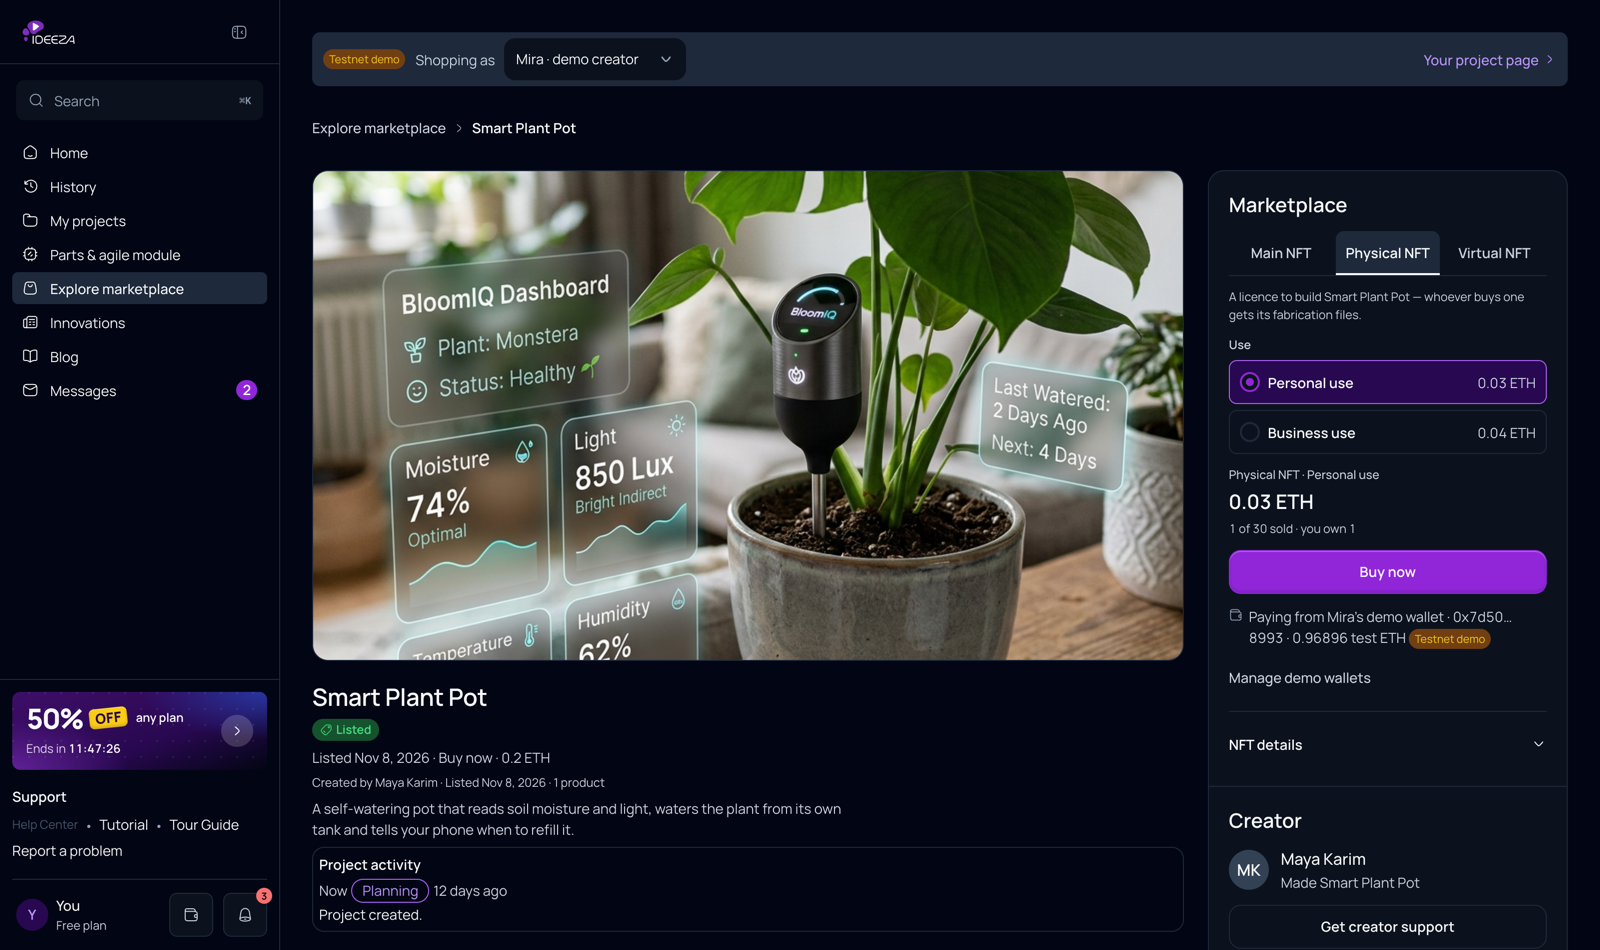 IDEEZA
Search
⌘K
Home
History
My projects
Parts & agile module
Explore marketplace
Innovations
Blog
Messages
2
50% OFF any plan
Ends in 11:47:26
Support
Help Center • Tutorial • Tour Guide
Report a problem
Y
You
Free plan
3
Testnet demo
Shopping as
Mira · demo creator
Your project page
Explore marketplace > Smart Plant Pot
BloomIQ Dashboard
Plant: Monstera
Status: Healthy
Moisture
74%
Optimal
Light
850 Lux
Bright Indirect
Temperature
Humidity
62%
BloomIQ
Last Watered:
2 Days Ago
Next: 4 Days
Smart Plant Pot
Listed
Listed Nov 8, 2026 · Buy now · 0.2 ETH
Created by Maya Karim · Listed Nov 8, 2026 · 1 product
A self-watering pot that reads soil moisture and light, waters the plant from its own
tank and tells your phone when to refill it.
Project activity
Now Planning 12 days ago
Project created.
Marketplace
Main NFT
Physical NFT
Virtual NFT
A licence to build Smart Plant Pot — whoever buys one
gets its fabrication files.
Use
Personal use 0.03 ETH
Business use 0.04 ETH
Physical NFT · Personal use
0.03 ETH
1 of 30 sold · you own 1
Buy now
Paying from Mira's demo wallet · 0x7d50…
8993 · 0.96896 test ETH Testnet demo
Manage demo wallets
NFT details
Creator
MK
Maya Karim
Made Smart Plant Pot
Get creator support